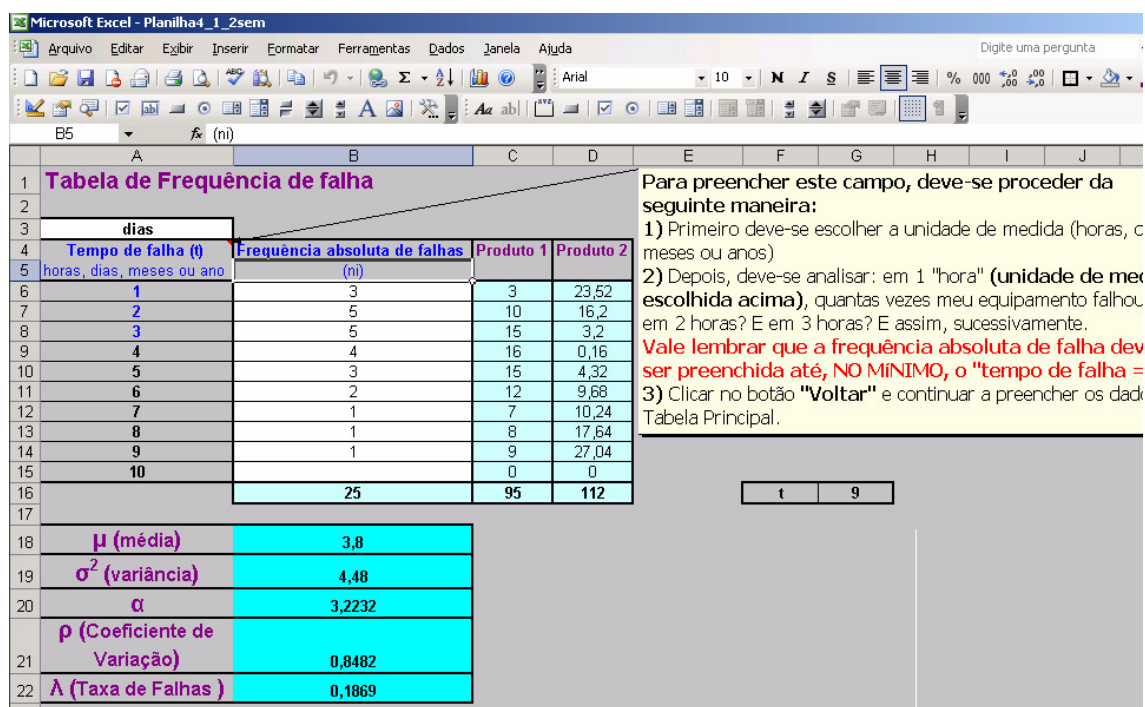 Microsoft Excel - Planilha4_1_2sem
Arquivo Editar Exibir Inserir Formatar Ferramentas Dados Janela Ajuda Digite uma pergunta
Arial 10 N I S % 000
B5 fx (ni)
A B C D E F G H I J
1 Tabela de Frequência de falha
2
3 dias
4 Tempo de falha (t) Frequência absoluta de falhas Produto 1 Produto 2
5 horas, dias, meses ou ano (ni)
6 1 3 3 23,52
7 2 5 10 16,2
8 3 5 15 3,2
9 4 4 16 0,16
10 5 3 15 4,32
11 6 2 12 9,68
12 7 1 7 10,24
13 8 1 8 17,64
14 9 1 9 27,04
15 10 0 0
16 25 95 112 t 9
17
18 μ (média) 3,8
19 σ² (variância) 4,48
20 α 3,2232
ρ (Coeficiente de
21 Variação) 0,8482
22 λ (Taxa de Falhas ) 0,1869
Para preencher este campo, deve-se proceder da
seguinte maneira:
1) Primeiro deve-se escolher a unidade de medida (horas,
meses ou anos)
2) Depois, deve-se analisar: em 1 "hora" (unidade de med
escolhida acima), quantas vezes meu equipamento falhou
em 2 horas? E em 3 horas? E assim, sucessivamente.
Vale lembrar que a frequência absoluta de falha dev
ser preenchida até, NO MíNIMO, o "tempo de falha =
3) Clicar no botão "Voltar" e continuar a preecher os dado
Tabela Principal.